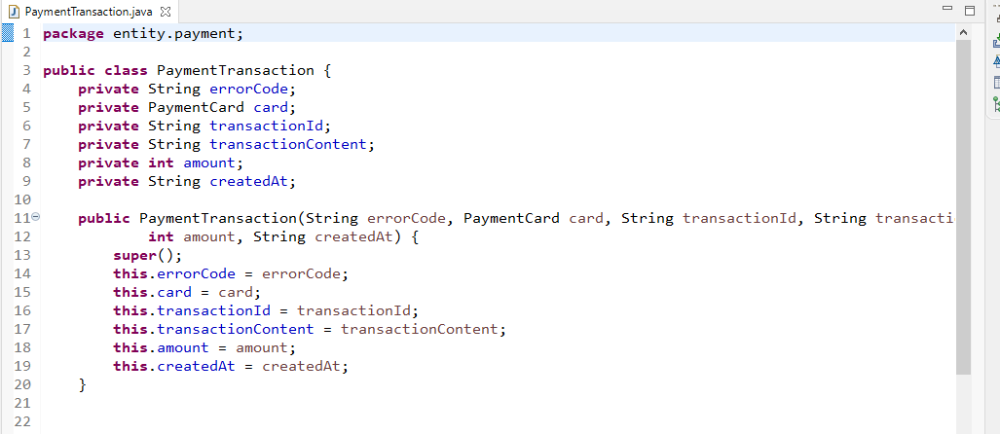 PaymentTransaction.java
1 package entity.payment;
2
3 public class PaymentTransaction {
4     private String errorCode;
5     private PaymentCard card;
6     private String transactionId;
7     private String transactionContent;
8     private int amount;
9     private String createdAt;
10
11     public PaymentTransaction(String errorCode, PaymentCard card, String transactionId, String transacti
12             int amount, String createdAt) {
13         super();
14         this.errorCode = errorCode;
15         this.card = card;
16         this.transactionId = transactionId;
17         this.transactionContent = transactionContent;
18         this.amount = amount;
19         this.createdAt = createdAt;
20     }
21
22